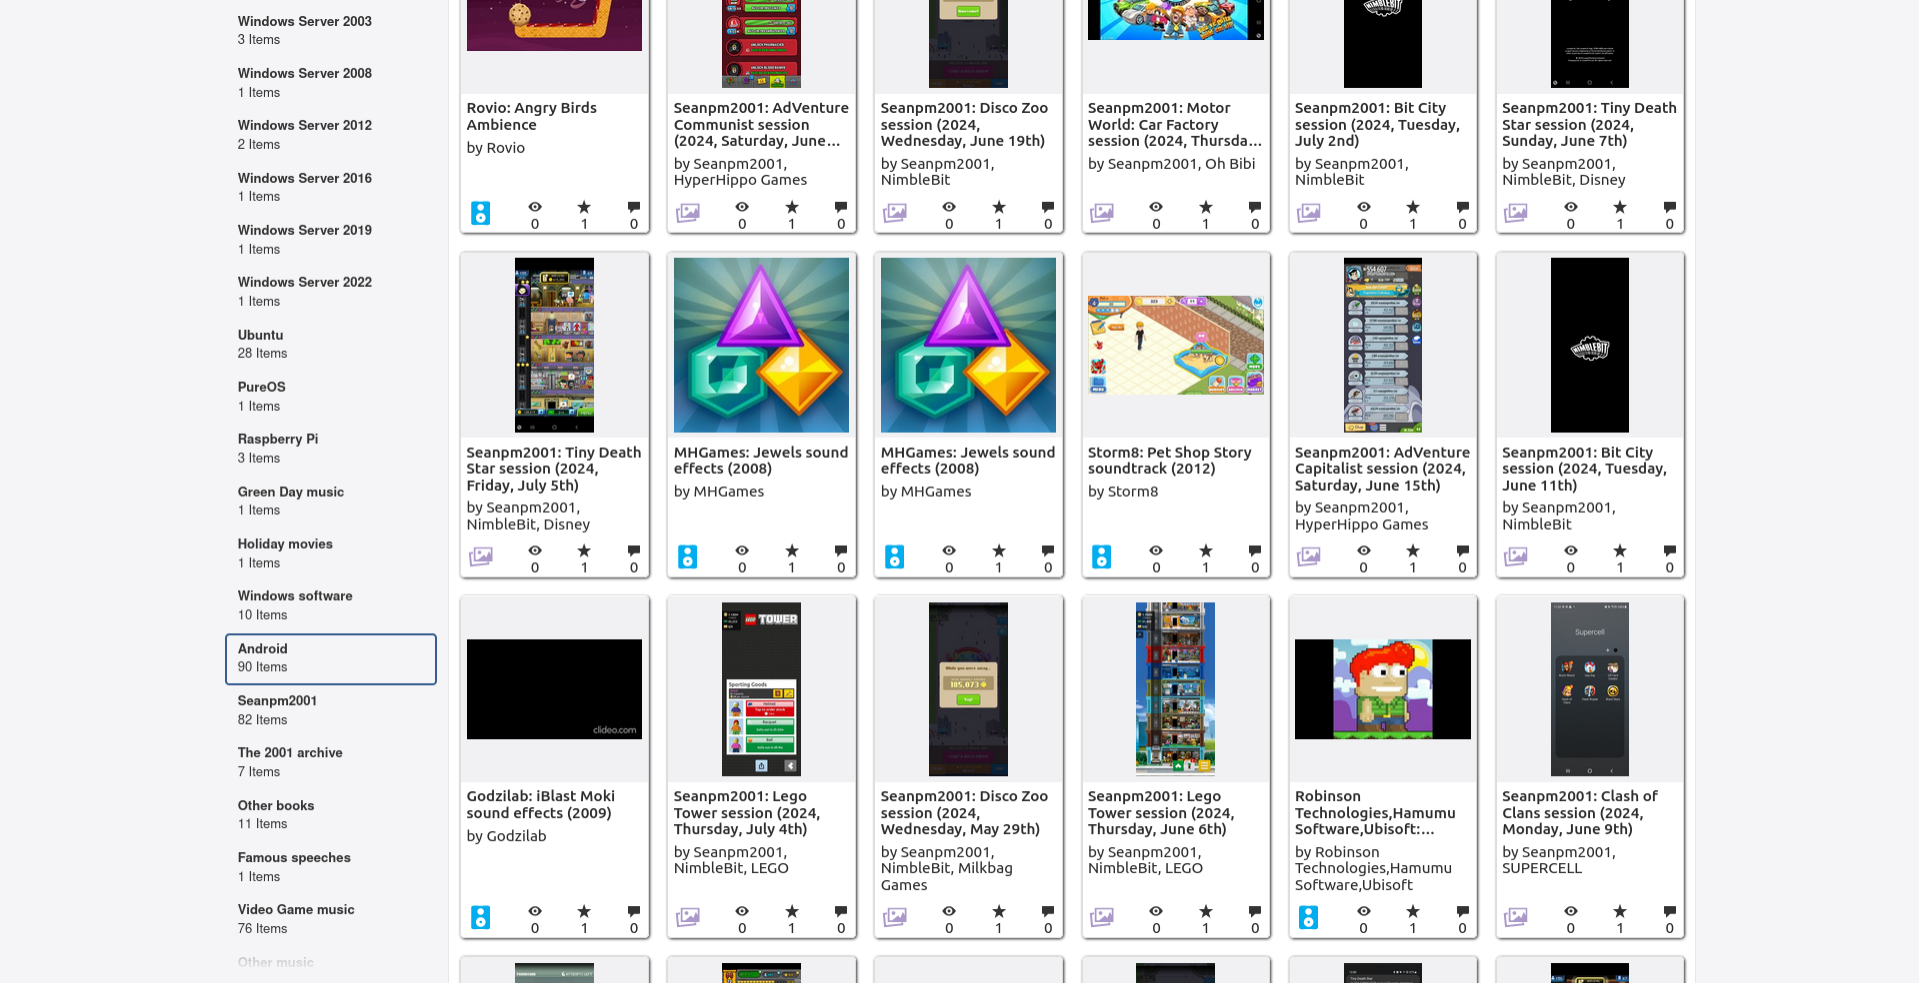 Windows Server 2003
3 Items
Windows Server 2008
1 Items
Windows Server 2012
2 Items
Windows Server 2016
1 Items
Windows Server 2019
1 Items
Windows Server 2022
1 Items
Ubuntu
28 Items
PureOS
1 Items
Raspberry Pi
3 Items
Green Day music
1 Items
Holiday movies
1 Items
Windows software
10 Items
Android
90 Items
Seanpm2001
82 Items
The 2001 archive
7 Items
Other books
11 Items
Famous speeches
1 Items
Video Game music
76 Items
Other music
Rovio: Angry Birds
Ambience
by Rovio
0 1 0
Seanpm2001: AdVenture
Communist session
(2024, Saturday, June...
by Seanpm2001,
HyperHippo Games
0 1 0
Seanpm2001: Disco Zoo
session (2024,
Wednesday, June 19th)
by Seanpm2001,
NimbleBit
0 1 0
Seanpm2001: Motor
World: Car Factory
session (2024, Thursda...
by Seanpm2001, Oh Bibi
0 1 0
NIMBLEBIT
Seanpm2001: Bit City
session (2024, Tuesday,
July 2nd)
by Seanpm2001,
NimbleBit
0 1 0
Seanpm2001: Tiny Death
Star session (2024,
Sunday, June 7th)
by Seanpm2001,
NimbleBit, Disney
0 1 0
Seanpm2001: Tiny Death
Star session (2024,
Friday, July 5th)
by Seanpm2001,
NimbleBit, Disney
0 1 0
MHGames: Jewels sound
effects (2008)
by MHGames
0 1 0
MHGames: Jewels sound
effects (2008)
by MHGames
0 1 0
Storm8: Pet Shop Story
soundtrack (2012)
by Storm8
0 1 0
Seanpm2001: AdVenture
Capitalist session (2024,
Saturday, June 15th)
by Seanpm2001,
HyperHippo Games
0 1 0
NIMBLEBIT
Seanpm2001: Bit City
session (2024, Tuesday,
June 11th)
by Seanpm2001,
NimbleBit
0 1 0
clideo.com
Godzilab: iBlast Moki
sound effects (2009)
by Godzilab
0 1 0
LEGO TOWER
Sporting Goods
Seanpm2001: Lego
Tower session (2024,
Thursday, July 4th)
by Seanpm2001,
NimbleBit, LEGO
0 1 0
While you were away...
185,073
Seanpm2001: Disco Zoo
session (2024,
Wednesday, May 29th)
by Seanpm2001,
NimbleBit, Milkbag
Games
0 1 0
Seanpm2001: Lego
Tower session (2024,
Thursday, June 6th)
by Seanpm2001,
NimbleBit, LEGO
0 1 0
Robinson
Technologies,Hamumu
Software,Ubisoft:...
by Robinson
Technologies,Hamumu
Software,Ubisoft
0 1 0
Supercell
Seanpm2001: Clash of
Clans session (2024,
Monday, June 9th)
by Seanpm2001,
SUPERCELL
0 1 0